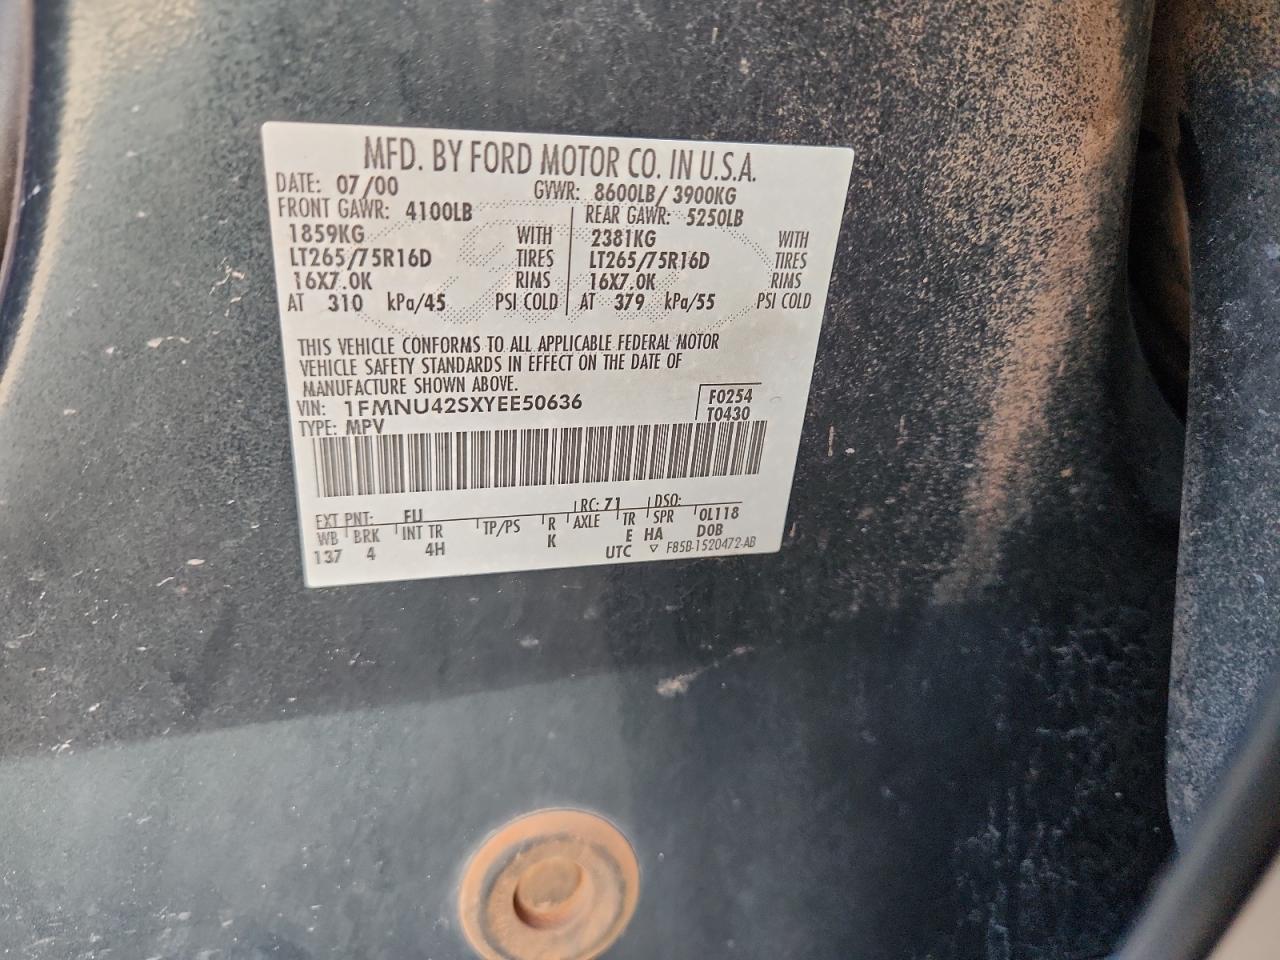 MFD. BY FORD MOTOR CO. IN U.S.A.
DATE: 07/00 GVWR: 8600LB/ 3900KG
FRONT GAWR: 4100LB REAR GAWR: 5250LB
1859KG WITH 2381KG WITH
LT265/75R16D TIRES LT265/75R16D TIRES
16X7.0K RIMS 16X7.0K RIMS
AT 310 kPa/45 PSI COLD AT 379 kPa/55 PSI COLD
THIS VEHICLE CONFORMS TO ALL APPLICABLE FEDERAL MOTOR
VEHICLE SAFETY STANDARDS IN EFFECT ON THE DATE OF
MANUFACTURE SHOWN ABOVE.
VIN: 1FMNU42SXYEE50636 F0254
TYPE: MPV T0430
EXT PNT: FU RC: 71 DSO:
WB BRK INT TR TP/PS R AXLE TR SPR 0L118
137 4 4H K E HA D0B
UTC ▽ F85B-1520472-AB